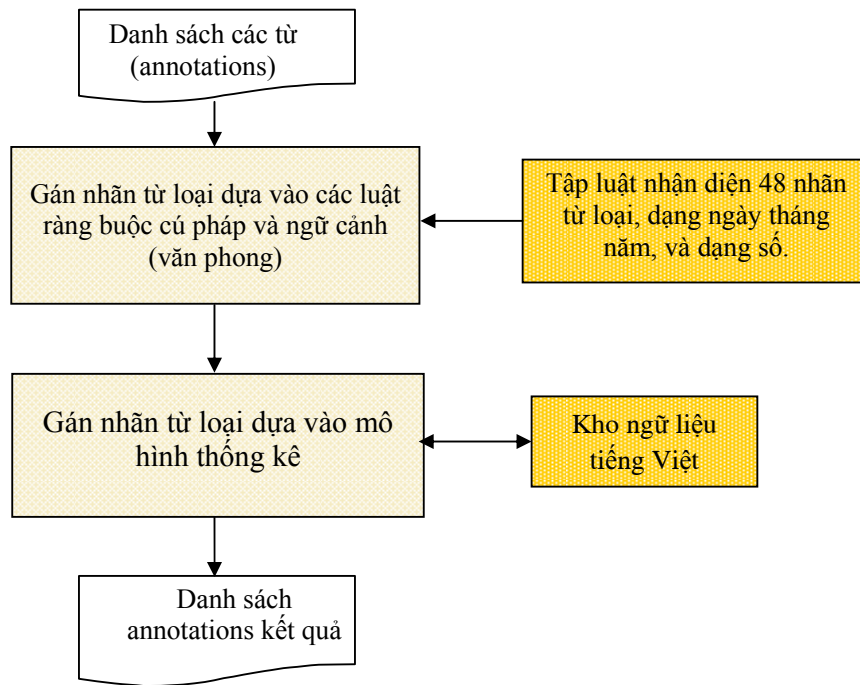 Danh sách các từ
(annotations)
Gán nhãn từ loại dựa vào các luật
ràng buộc cú pháp và ngữ cảnh
(văn phong)
Tập luật nhận diện 48 nhãn
từ loại, dạng ngày tháng
năm, và dạng số.
Gán nhãn từ loại dựa vào mô
hình thống kê
Kho ngữ liệu
tiếng Việt
Danh sách
annotations kết quả